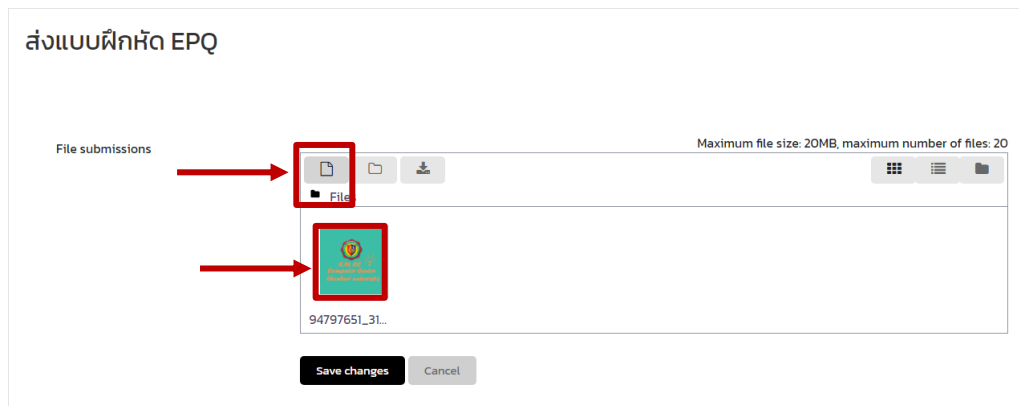 ส่งแบบฝึกหัด EPQ
File submissions
Maximum file size: 20MB, maximum number of files: 20
Files
94797651_31...
Save changes
Cancel